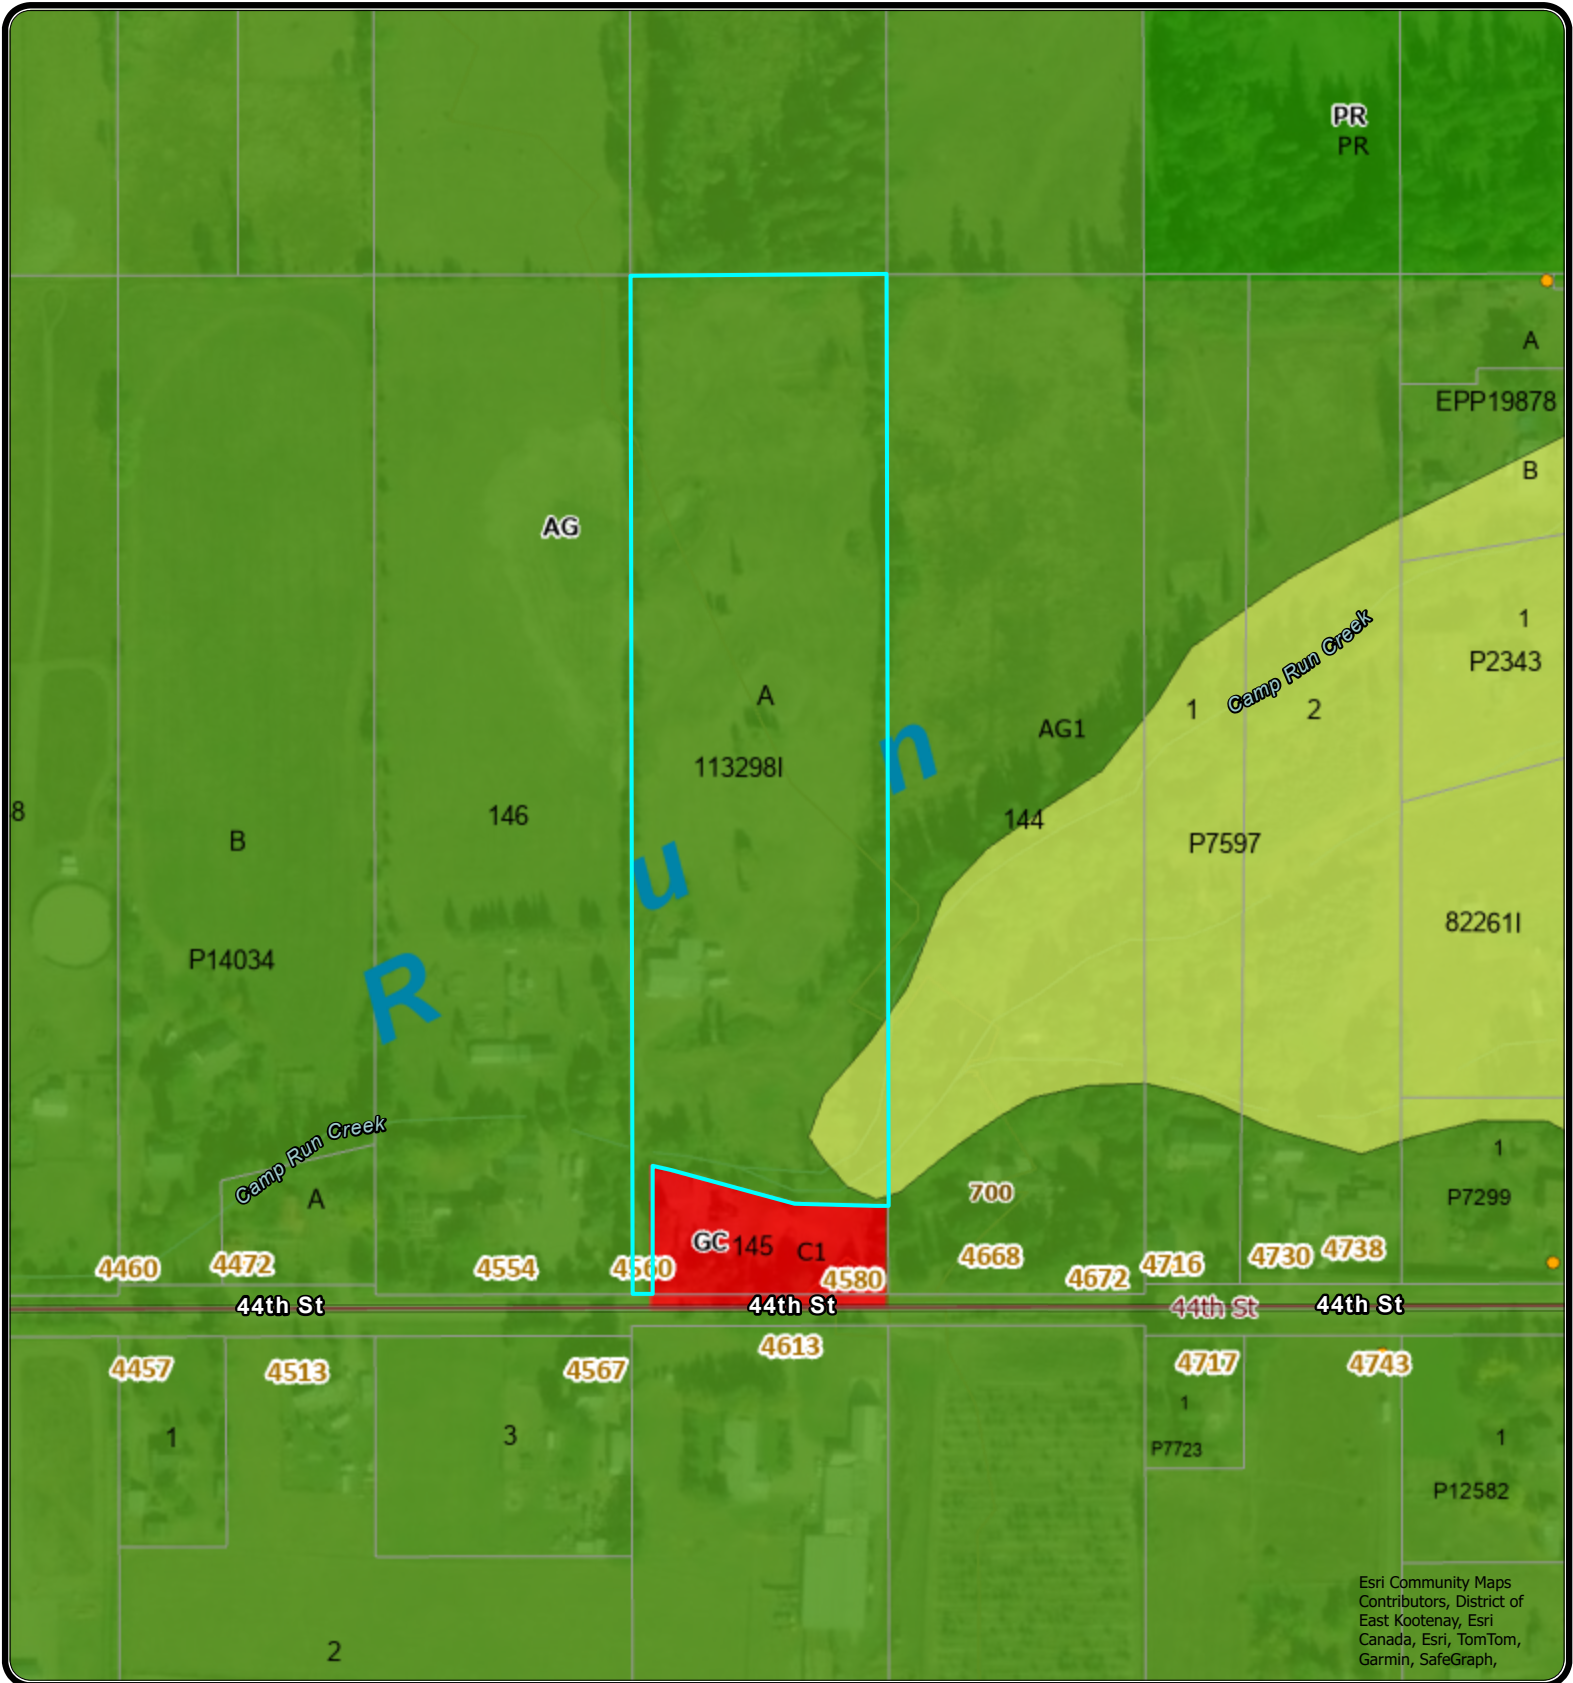 PR
PR
A
EPP19878
B
AG
1
P2343
Camp Run Creek
A
1
2
AG1
n
113298I
8
146
144
B
P7597
u
82261I
P14034
R
Camp Run Creek
1
A
700
P7299
GC 145 C1
4460
4472
4554
4560
4580
4668
4672
4716
4730
4738
44th St
44th St
44th St
44th St
4613
4457
4513
4567
4717
4743
1
3
1
P7723
1
P12582
2
Esri Community Maps
Contributors, District of
East Kootenay, Esri
Canada, Esri, TomTom,
Garmin, SafeGraph,